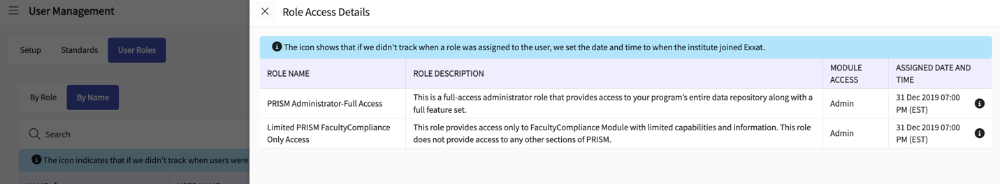 User Management
Setup
Standards
User Roles
By Role
By Name
Search
The icon indicates that if we didn't track when users were
Role Access Details
The icon shows that if we didn't track when a role was assigned to the user, we set the date and time to when the institute joined Exxat.
ROLE NAME
ROLE DESCRIPTION
MODULE
ACCESS
ASSIGNED DATE AND
TIME
PRISM Administrator-Full Access
This is a full-access administrator role that provides access to your program’s entire data repository along with a
full feature set.
Admin
31 Dec 2019 07:00
PM (EST)
Limited PRISM FacultyCompliance
Only Access
This role provides access only to FacultyCompliance Module with limited capabilities and information. This role
does not provide access to any other sections of PRISM.
Admin
31 Dec 2019 07:00
PM (EST)